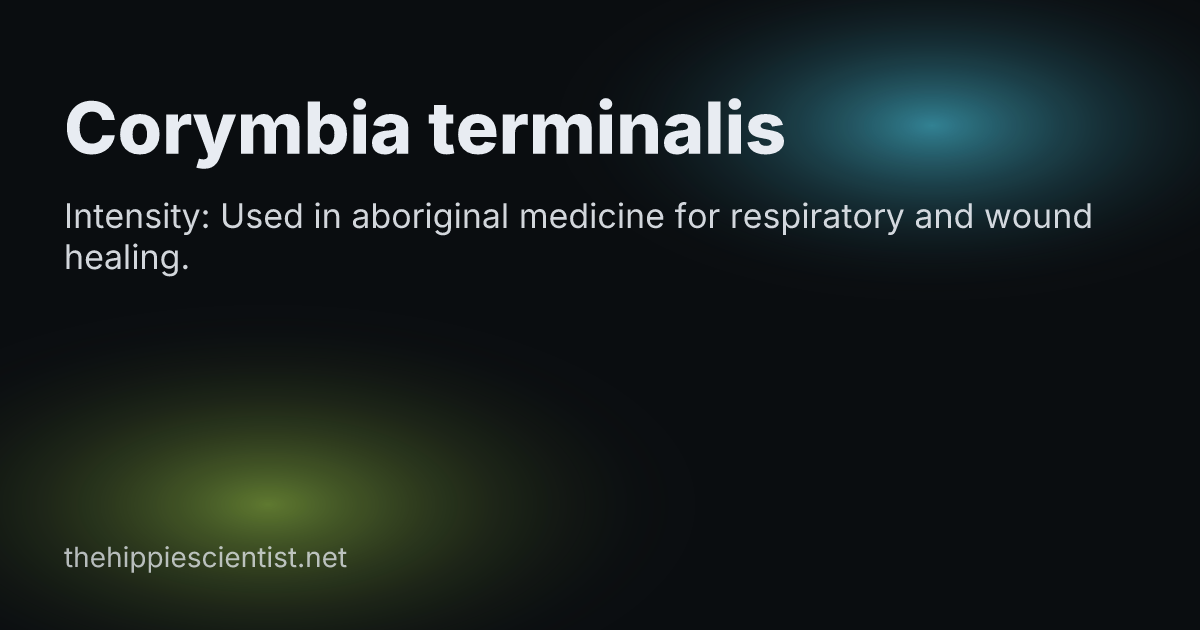 Corymbia terminalis
Intensity: Used in aboriginal medicine for respiratory and wound
healing.
thehippiescientist.net